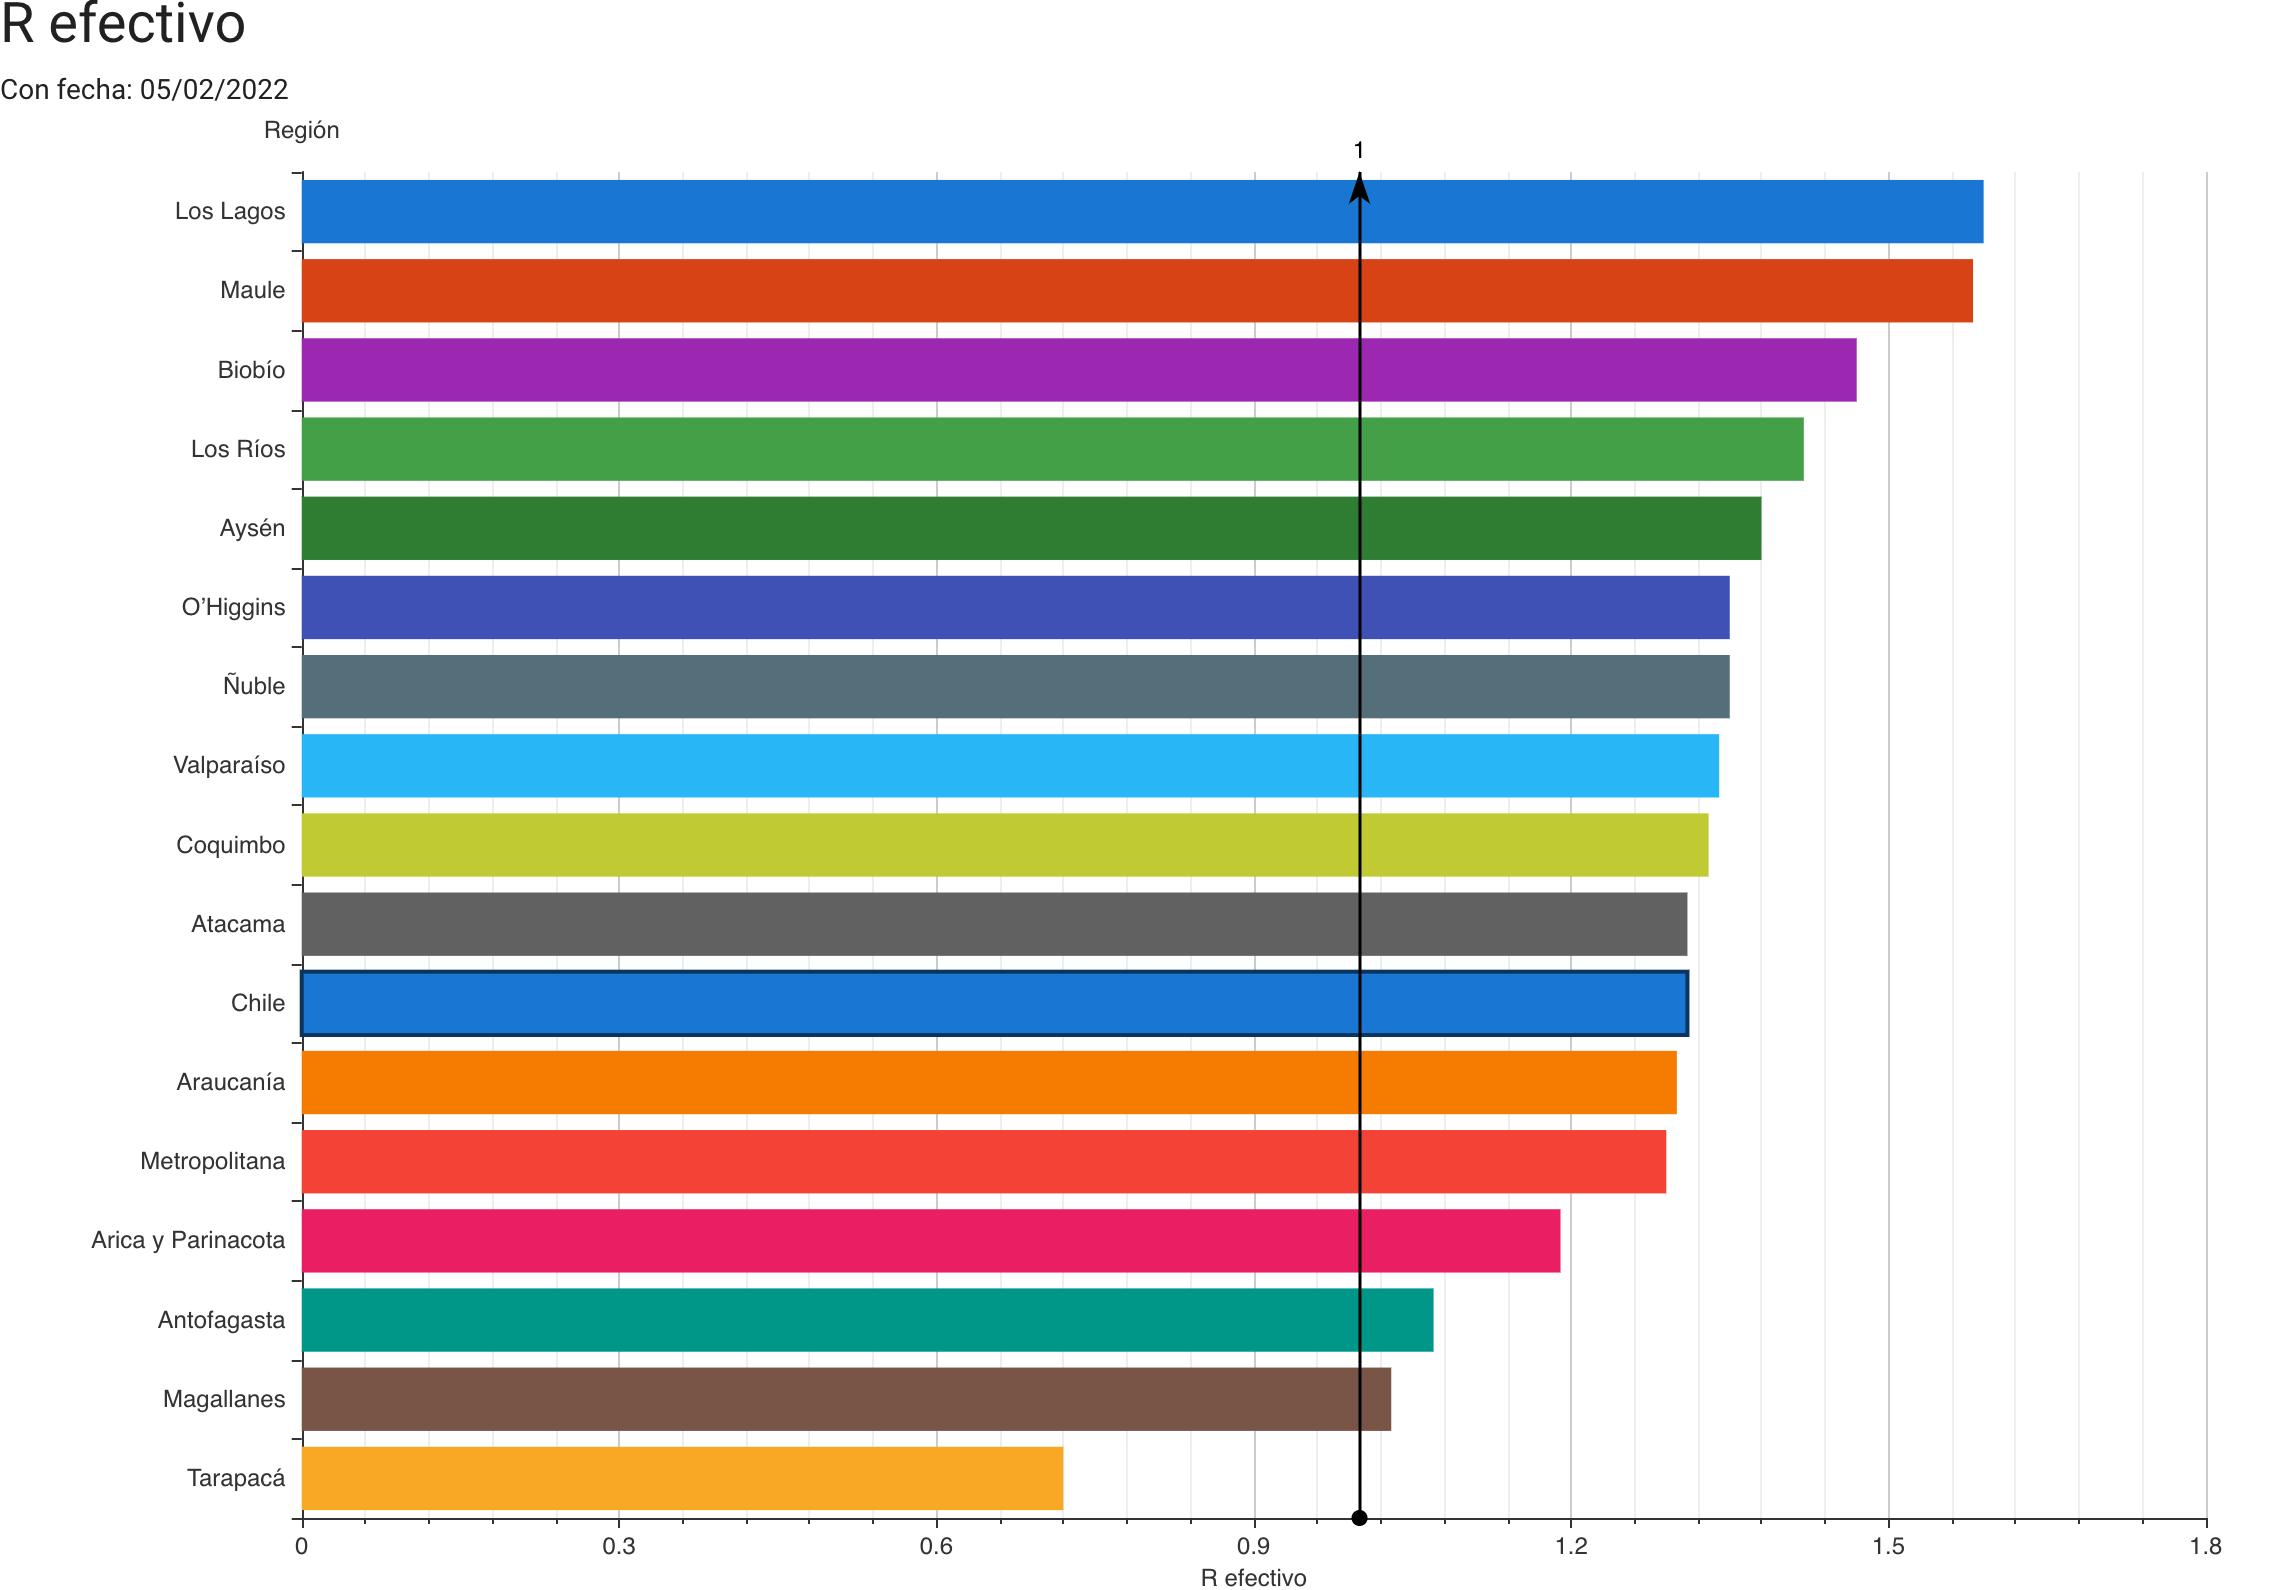 R efectivo
Con fecha: 05/02/2022
Región
1
Los Lagos
Maule
Biobío
Los Ríos
Aysén
O’Higgins
Ñuble
Valparaíso
Coquimbo
Atacama
Chile
Araucanía
Metropolitana
Arica y Parinacota
Antofagasta
Magallanes
Tarapacá
0 0.3 0.6 0.9 1.2 1.5 1.8
R efectivo